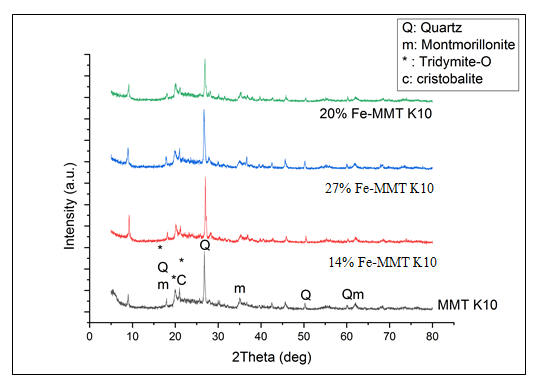 Q: Quartz
m: Montmorillonite
* : Tridymite-O
c: cristobalite
20% Fe-MMT K10
27% Fe-MMT K10
14% Fe-MMT K10
MMT K10
Intensity (a.u.)
*
Q
m
*
*C
Q
m
Q
Qm
0 10 20 30 40 50 60 70 80
2Theta (deg)